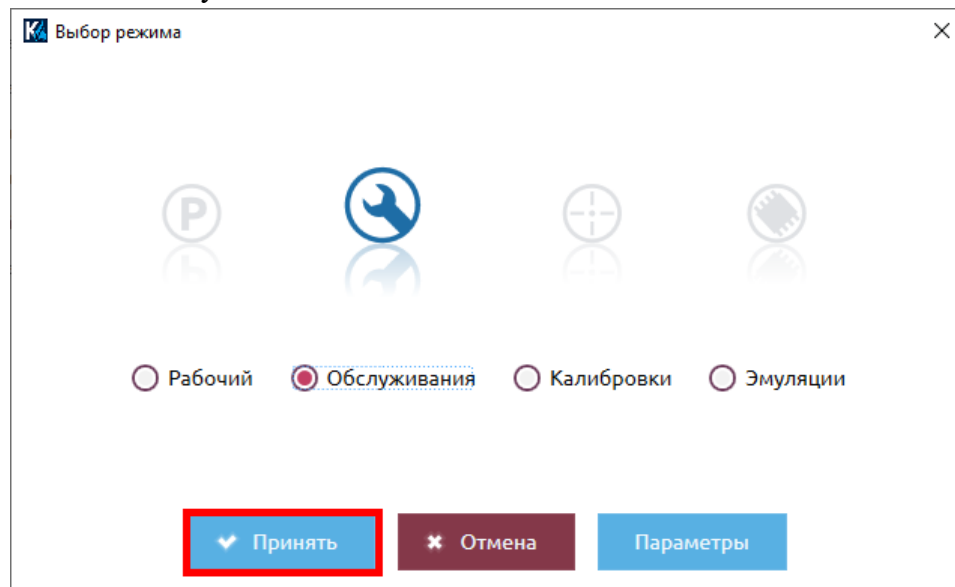 Выбор режима
P
Рабочий Обслуживания Калибровки Эмуляции
Принять Отмена Параметры